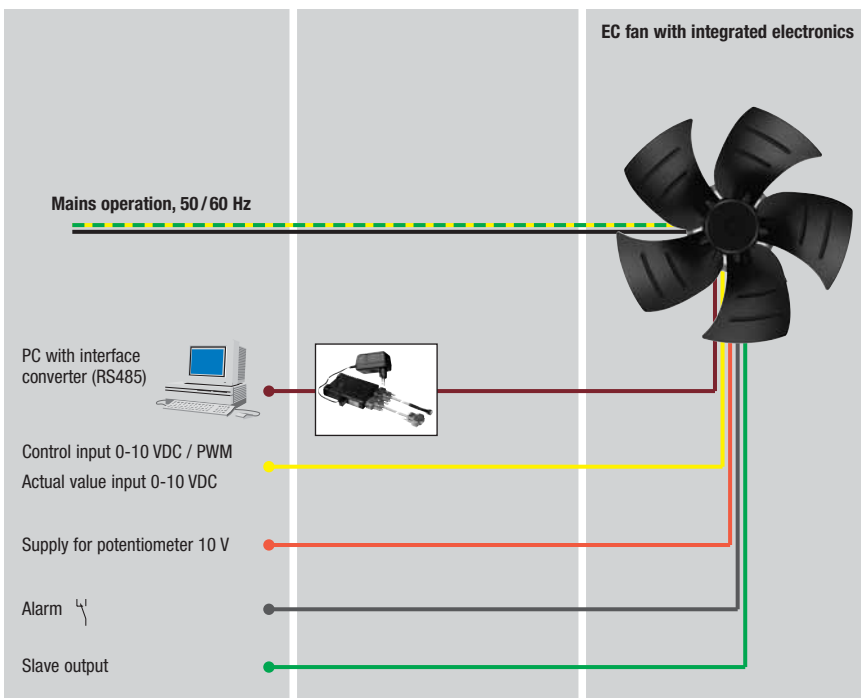 EC fan with integrated electronics
Mains operation, 50 / 60 Hz
PC with interface
converter (RS485)
Control input 0-10 VDC / PWM
Actual value input 0-10 VDC
Supply for potentiometer 10 V
Alarm
Slave output